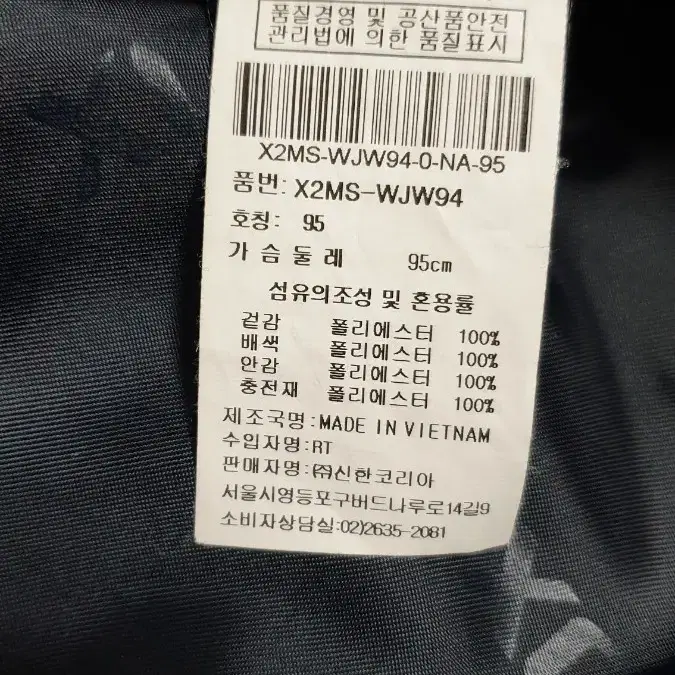 품질경영 및 공산품안전
관리법에 의한 품질표시
X2MS-WJW94-0-NA-95
품번: X2MS-WJW94
호칭: 95
가 슴 둘 레 95cm
섬유의조성 및 혼용률
겉감 폴리에스터 100%
배색 폴리에스터 100%
안감 폴리에스터 100%
충전재 폴리에스터 100%
제조국명:MADE IN VIETNAM
수입자명:RT
판매자명:㈜신한코리아
서울시영등포구버드나루로14길9
소비자상담실:02)2635-2081